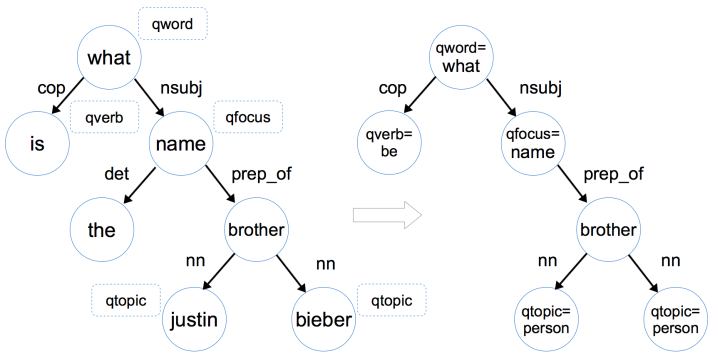 qword
what
qword=
what
cop
nsubj
cop
nsubj
is
qverb
name
qfocus
qverb=
be
qfocus=
name
det
prep_of
prep_of
the
brother
brother
nn
nn
nn
nn
qtopic
justin
bieber
qtopic
qtopic=
person
qtopic=
person